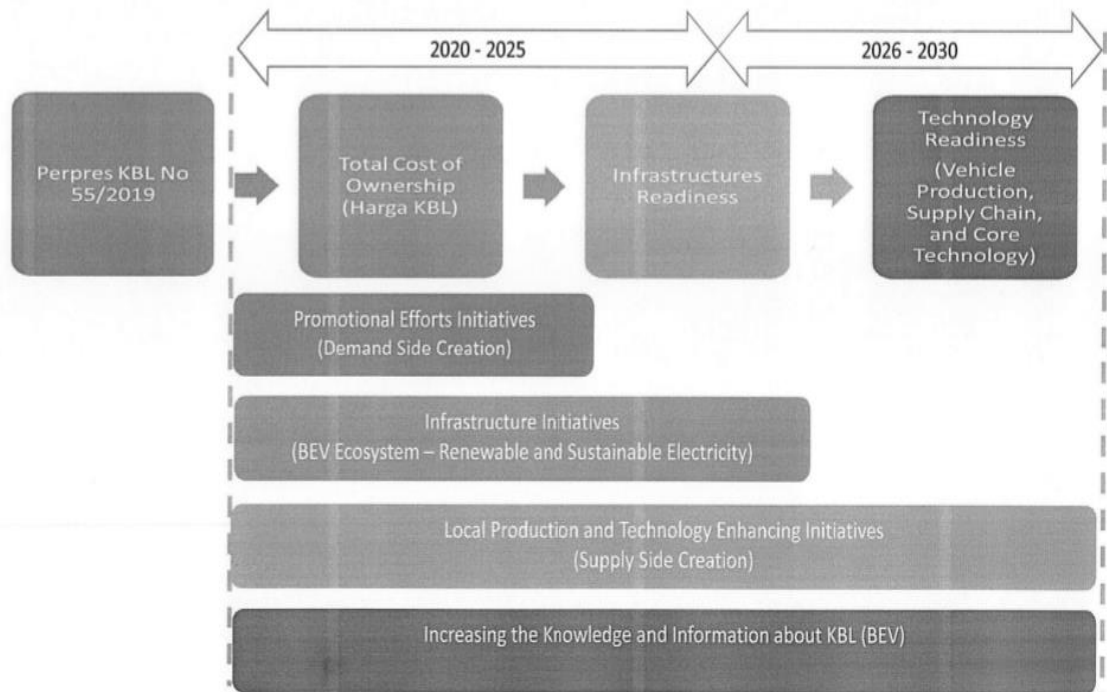 2020 - 2025
2026 - 2030
Perpres KBL No
55/2019
Total Cost of
Ownership
(Harga KBL)
Infrastructures
Readiness
Technology
Readiness
(Vehicle
Production,
Supply Chain,
and Core
Technology)
Promotional Efforts Initiatives
(Demand Side Creation)
Infrastructure Initiatives
(BEV Ecosystem – Renewable and Sustainable Electricity)
Local Production and Technology Enhancing Initiatives
(Supply Side Creation)
Increasing the Knowledge and Information about KBL (BEV)